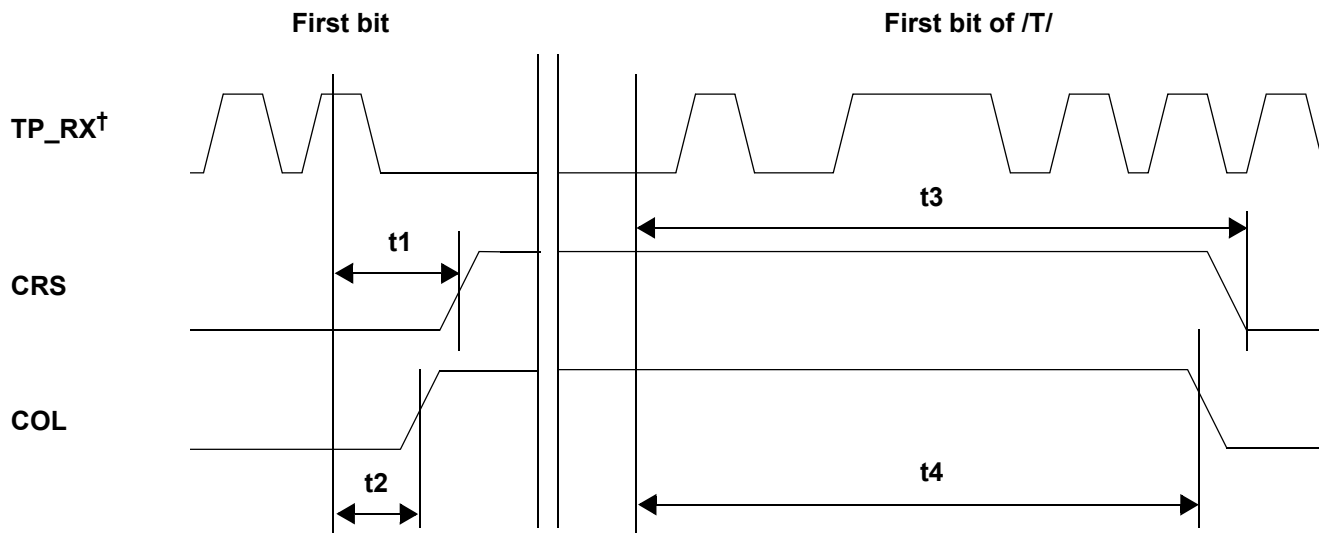 First bit
First bit of /T/
TP_RX†
t3
t1
CRS
COL
t2
t4